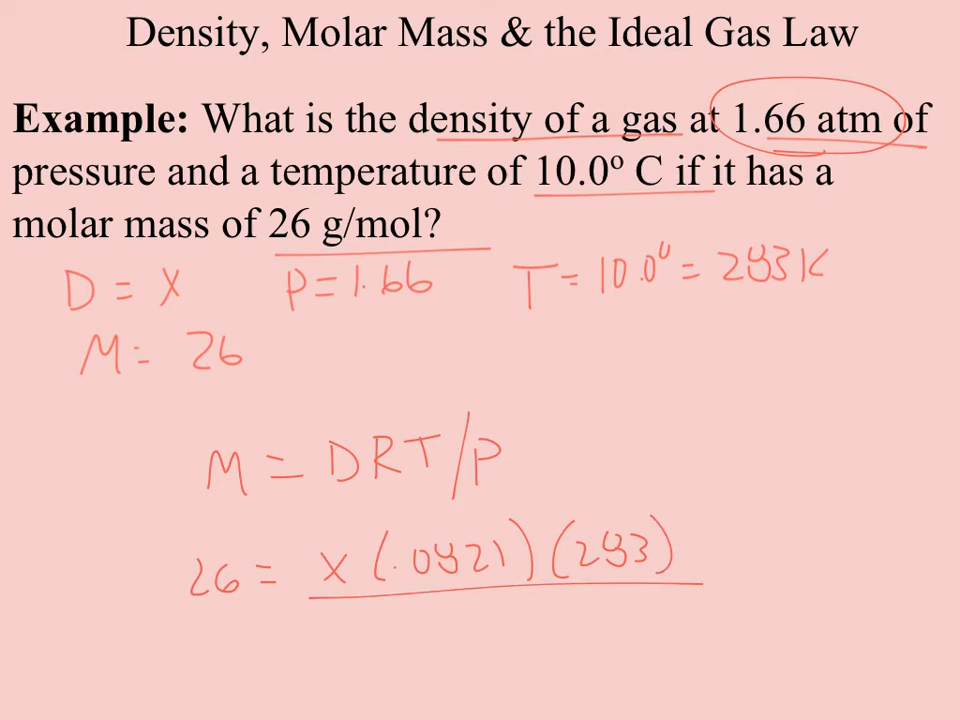 Density, Molar Mass & the Ideal Gas Law
Example: What is the density of a gas at 1.66 atm of
pressure and a temperature of 10.0º C if it has a
molar mass of 26 g/mol?
D = X P = 1.66 T = 10.0º = 283K
M = 26
M = DRT/P
26 = X (.0821) (283)